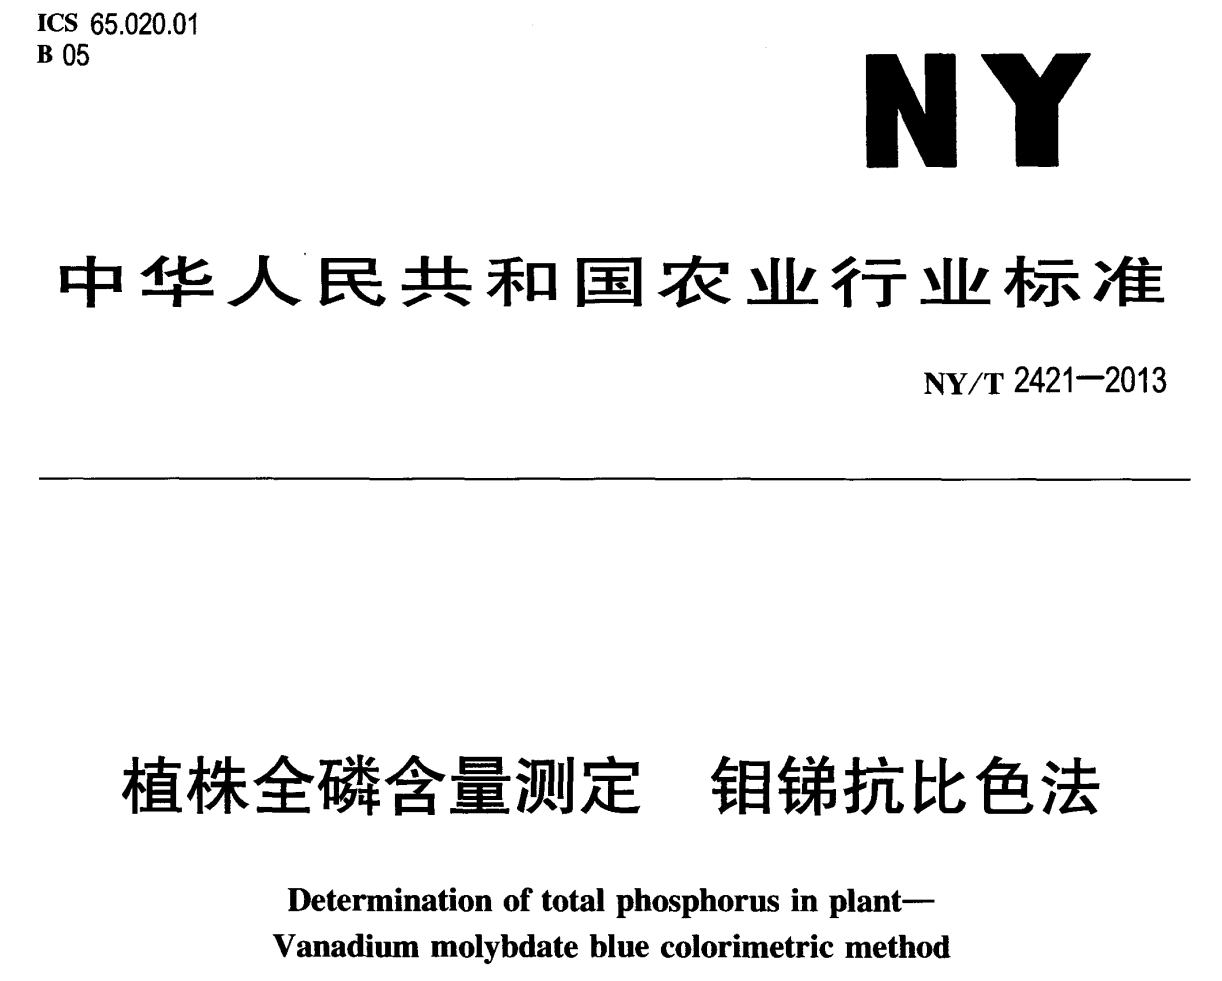 ICS 65.020.01
B 05
NY
中华人民共和国农业行业标准
NY/T 2421—2013
植株全磷含量测定 钼锑抗比色法
Determination of total phosphorus in plant—
Vanadium molybdate blue colorimetric method